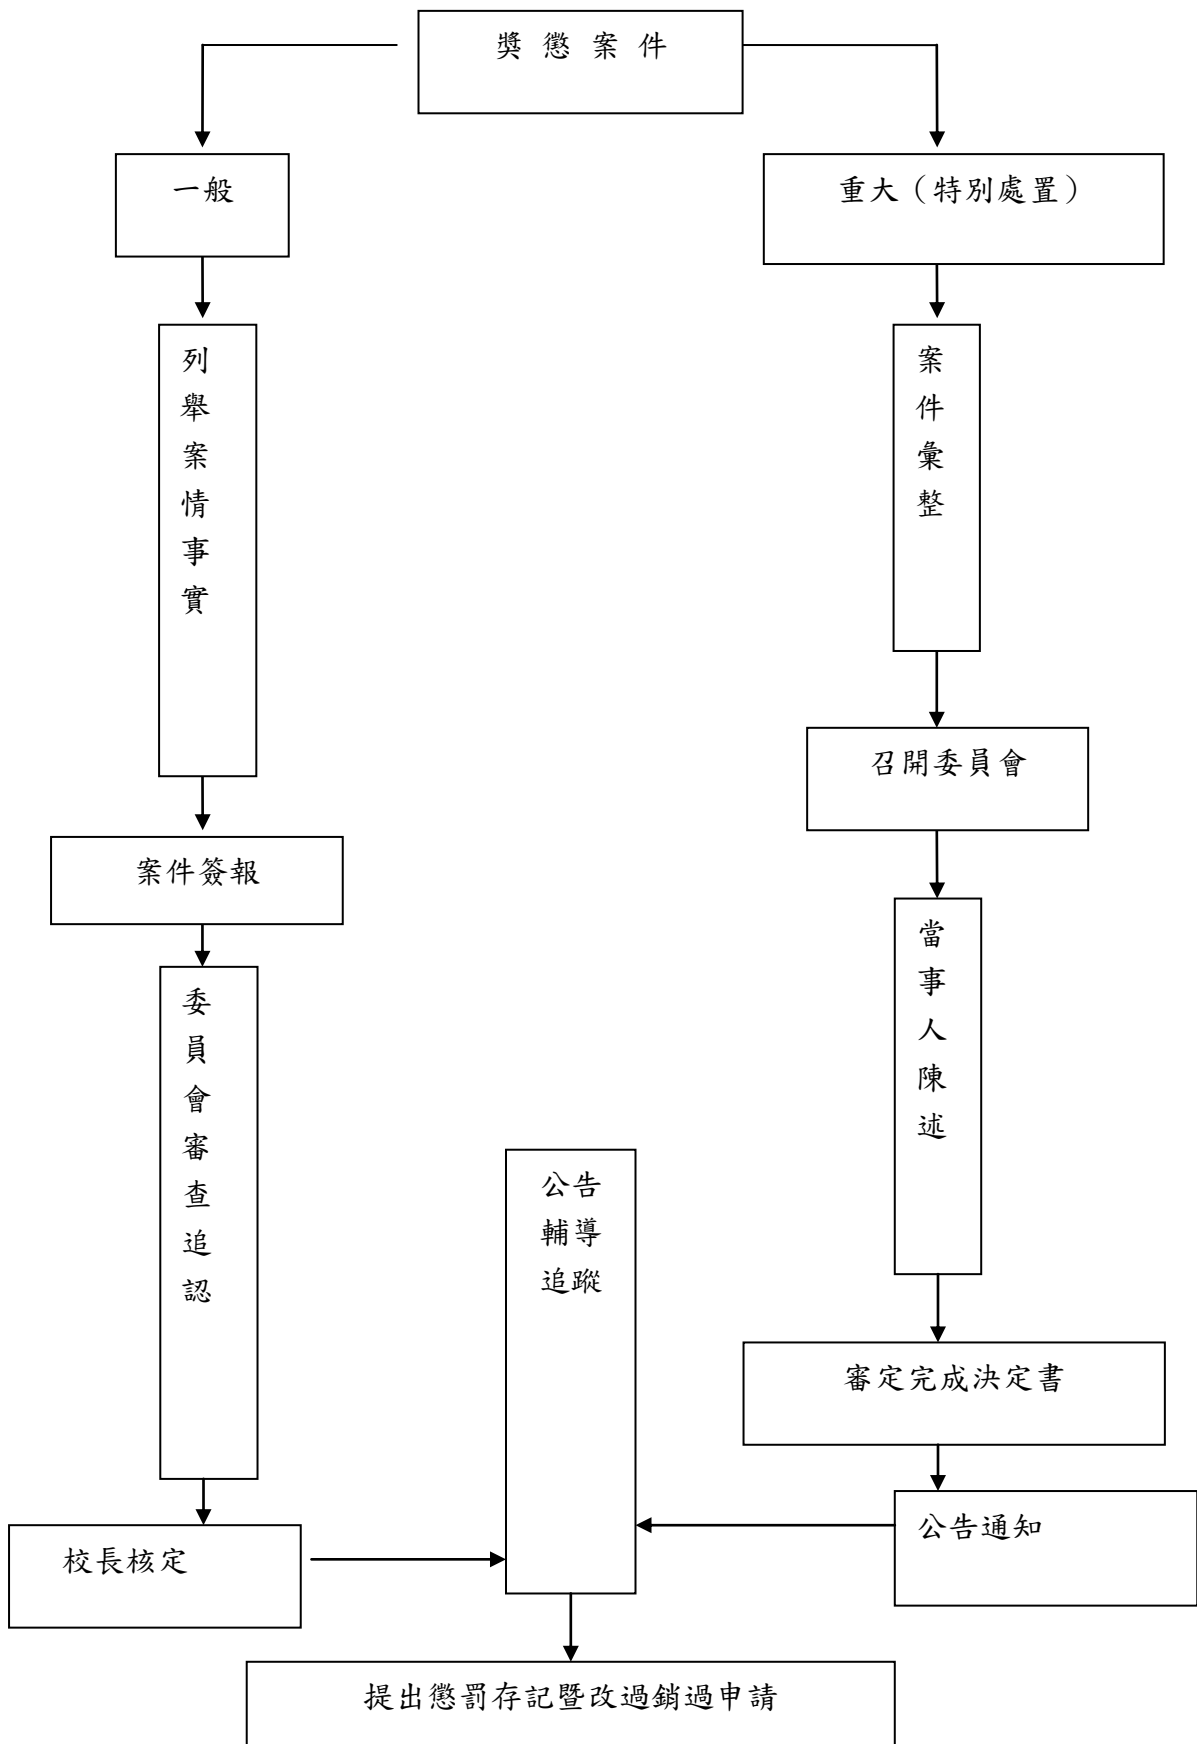 獎懲案件
一般
重大（特別處置）
列舉案情事實
案件彙整
召開委員會
案件簽報
當事人陳述
委員會審查追認
公告
輔導
追蹤
審定完成決定書
公告通知
校長核定
提出懲罰存記暨改過銷過申請